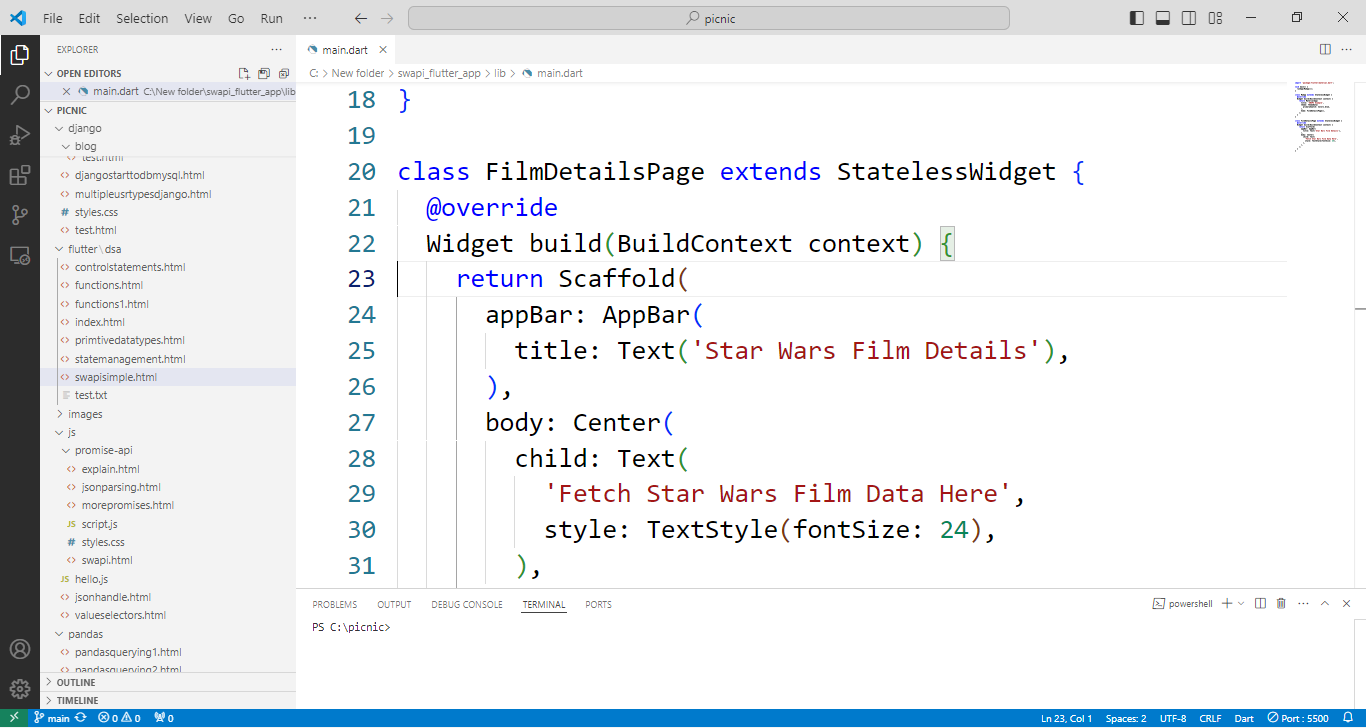 File Edit Selection View Go Run ··· picnic
EXPLORER ···
OPEN EDITORS
main.dart C:\New folder\swapi_flutter_app\lib
PICNIC
django
blog
test.html
djangostarttodbmysql.html
multipleusrtypesdjango.html
# styles.css
test.html
flutter \ dsa
controlstatements.html
functions.html
functions1.html
index.html
primtivedatatypes.html
statemanagement.html
swapisimple.html
test.txt
images
js
promise-api
explain.html
jsonparsing.html
morepromises.html
JS script.js
# styles.css
swapi.html
JS hello.js
jsonhandle.html
valueselectors.html
pandas
pandasquerying1.html
pandasquerying2.html
OUTLINE
TIMELINE
main.dart
C: > New folder > swapi_flutter_app > lib > main.dart
18 }
19
20 class FilmDetailsPage extends StatelessWidget {
21 @override
22 Widget build(BuildContext context) {
23 return Scaffold(
24 appBar: AppBar(
25 title: Text('Star Wars Film Details'),
26 ),
27 body: Center(
28 child: Text(
29 'Fetch Star Wars Film Data Here',
30 style: TextStyle(fontSize: 24),
31 ),
PROBLEMS OUTPUT DEBUG CONSOLE TERMINAL PORTS powershell
PS C:\picnic>
main 0 0 0 Ln 23, Col 1 Spaces: 2 UTF-8 CRLF Dart Port : 5500